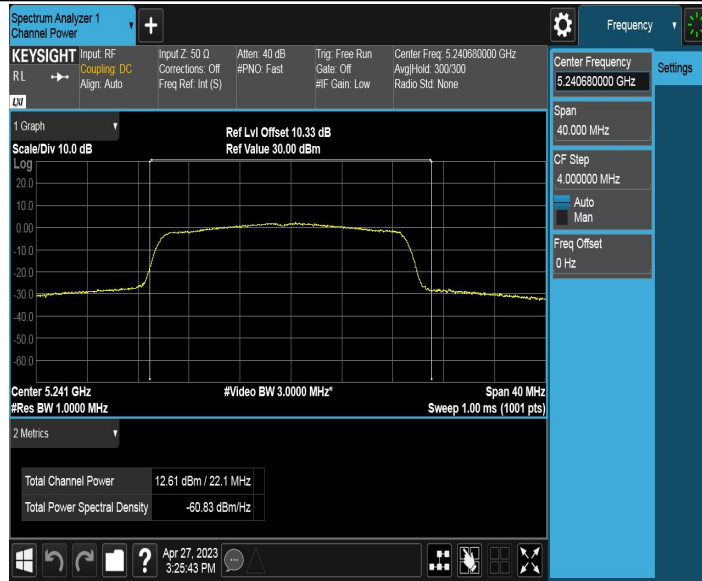 Spectrum Analyzer 1
Channel Power
+
Frequency
KEYSIGHT
RL
LXI
Input: RF
Coupling: DC
Align: Auto
Input Z: 50 Ω
Corrections: Off
Freq Ref: Int (S)
Atten: 40 dB
#PNO: Fast
Trig: Free Run
Gate: Off
#IF Gain: Low
Center Freq: 5.240680000 GHz
Avg|Hold: 300/300
Radio Std: None
Center Frequency
5.240680000 GHz
Settings
Span
40.000 MHz
CF Step
4.000000 MHz
Auto
Man
Freq Offset
0 Hz
1 Graph
Scale/Div 10.0 dB
Ref Lvl Offset 10.33 dB
Ref Value 30.00 dBm
Log
20.0
10.0
0.00
-10.0
-20.0
-30.0
-40.0
-50.0
-60.0
Center 5.241 GHz
#Video BW 3.0000 MHz*
Span 40 MHz
#Res BW 1.0000 MHz
Sweep 1.00 ms (1001 pts)
2 Metrics
Total Channel Power 12.61 dBm / 22.1 MHz
Total Power Spectral Density -60.83 dBm/Hz
?
Apr 27, 2023
3:25:43 PM